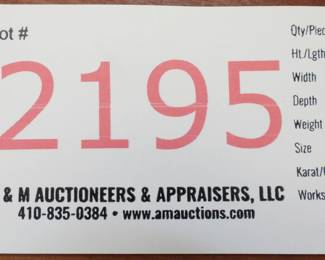 ot #
2195
& M AUCTIONEERS & APPRAISERS, LLC
410-835-0384 • www.amauctions.com
Qty/Piec
Ht./Lgth
Width
Depth
Weight
Size
Karat/
Works